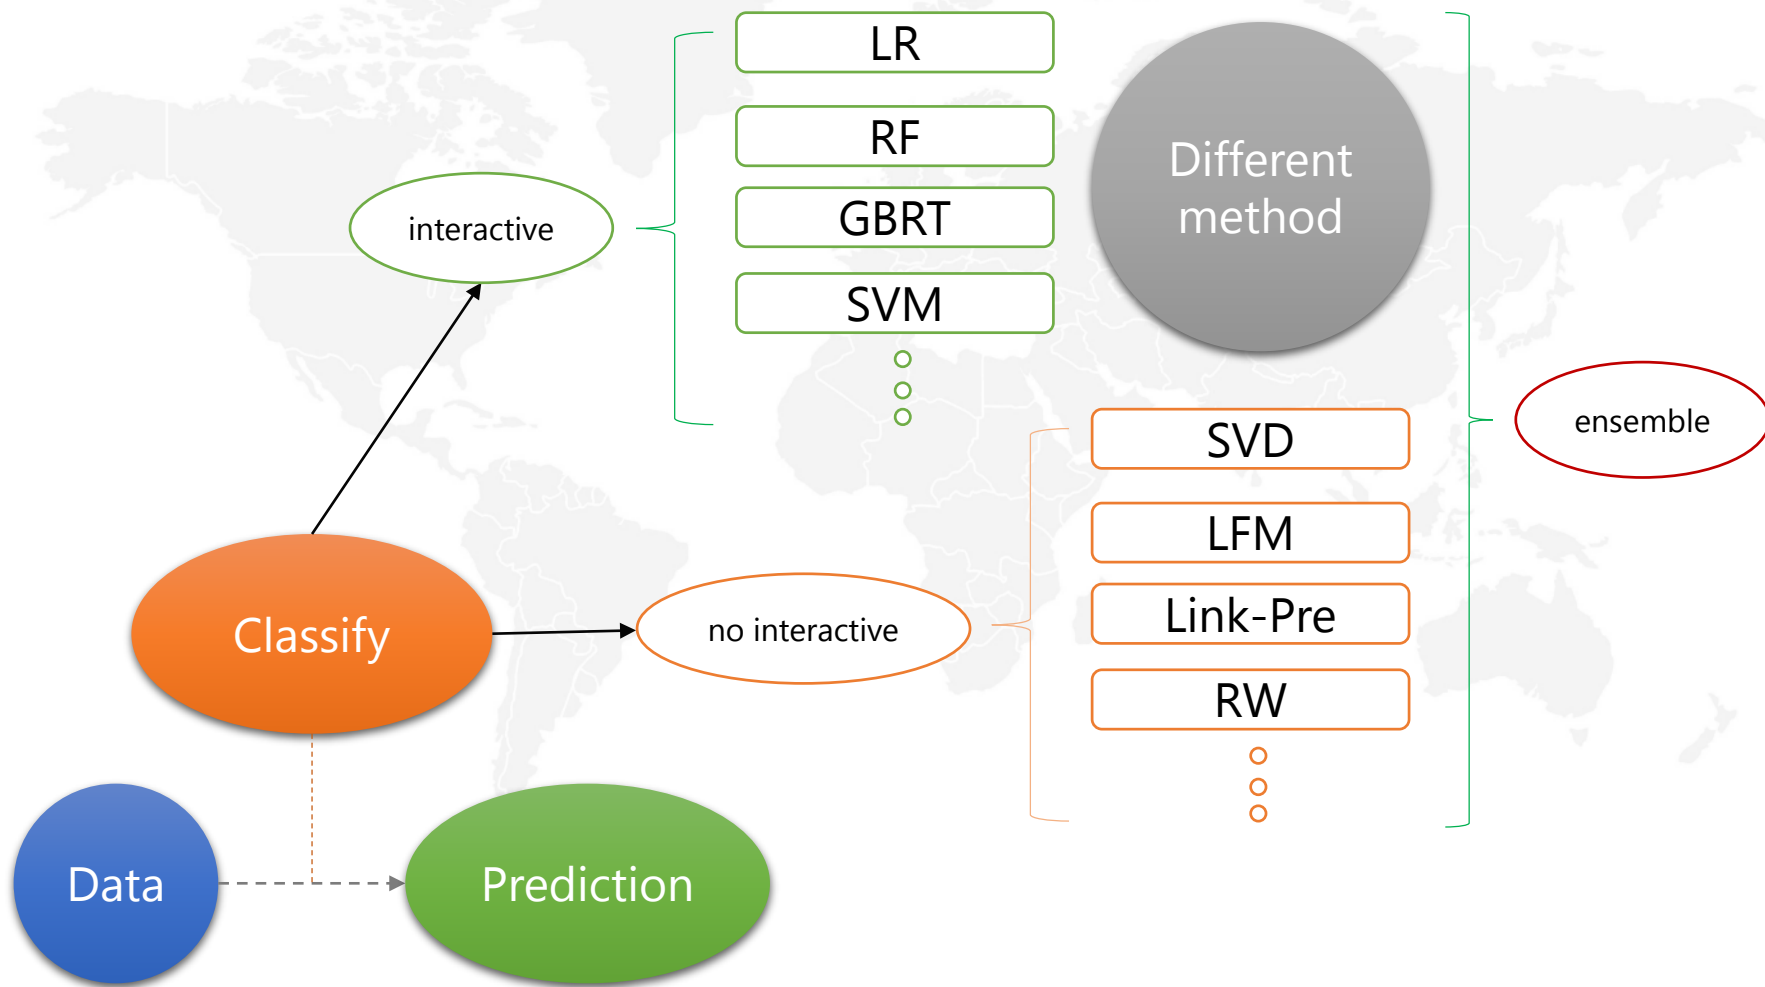 LR
RF
GBRT
SVM
Different
method
interactive
SVD
LFM
Link-Pre
RW
ensemble
Classify
no interactive
Data
Prediction